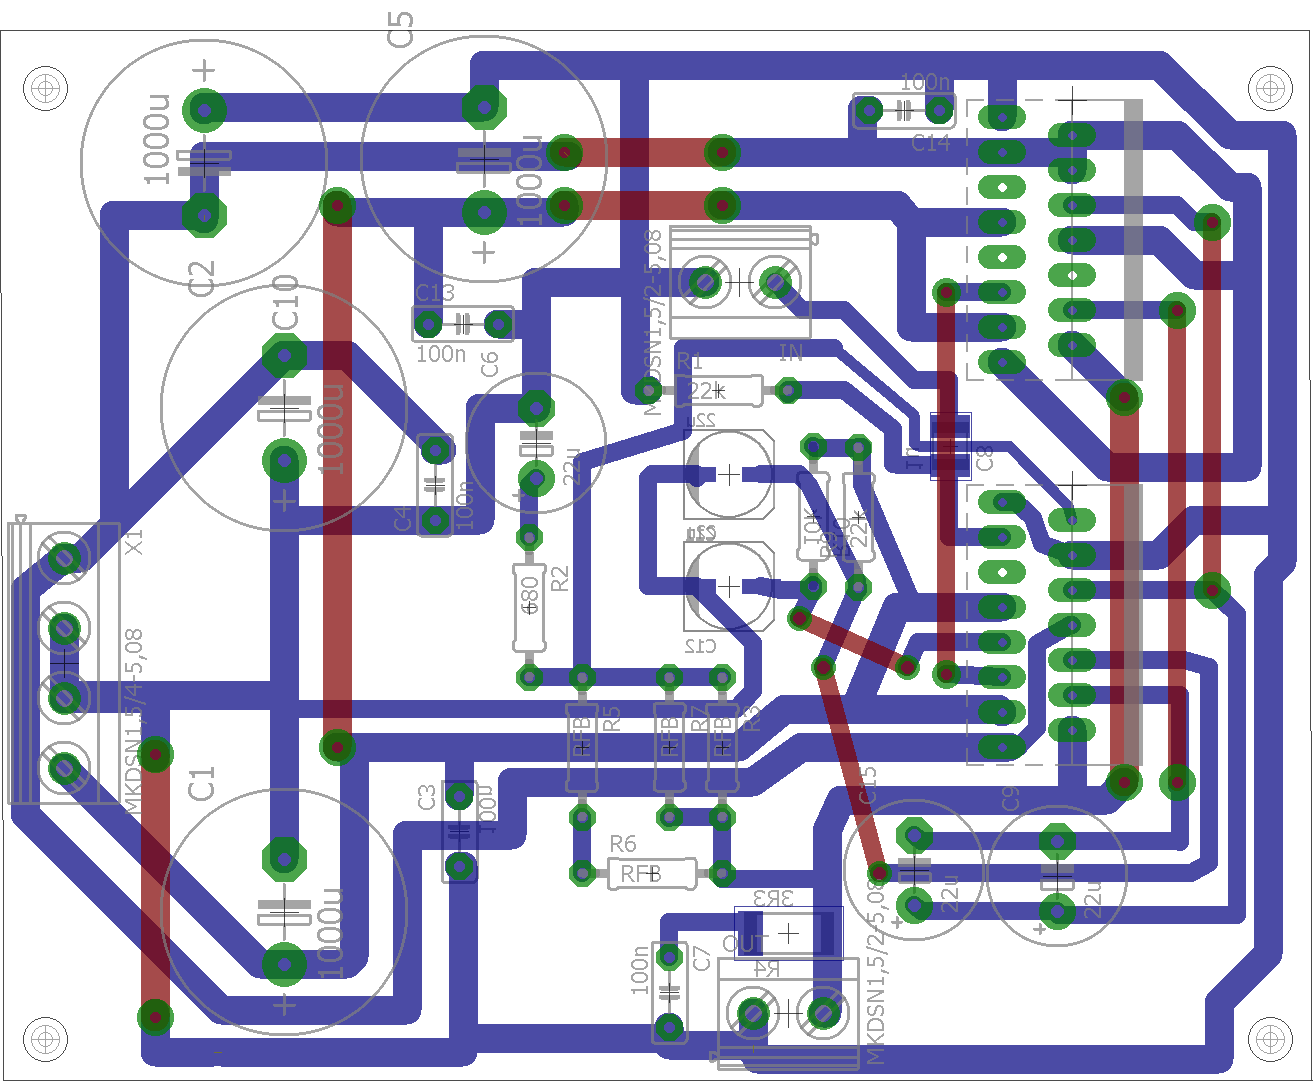 C5
1000u
1000u
100n
C14
C2
C10
C13
100n
C6
MKDSN1,5/2-5,08
IN
R1
22k
22u
1000u
22u
C4
100n
1n
C8
10K
22k
X1
680
R2
C12
MKDSN1,5/4-5,08
RFB
R5
RFB
R7
RFB
R3
C1
C3
100u
C15
C9
R6
RFB
22u
22u
3R3
1000u
OUT
R4
100n
C7
MKDSN1,5/2-5,08